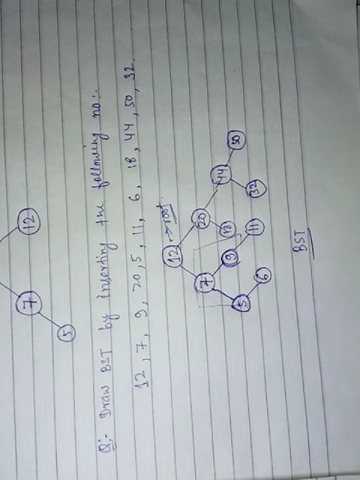 12
7
5
Q:- Draw BST by inserting the following no:-
12, 7, 9, 20, 5, 11, 6, 18, 44, 50, 32.
12 → root
7 20
5 9 18 44
6 11 32 50
BST